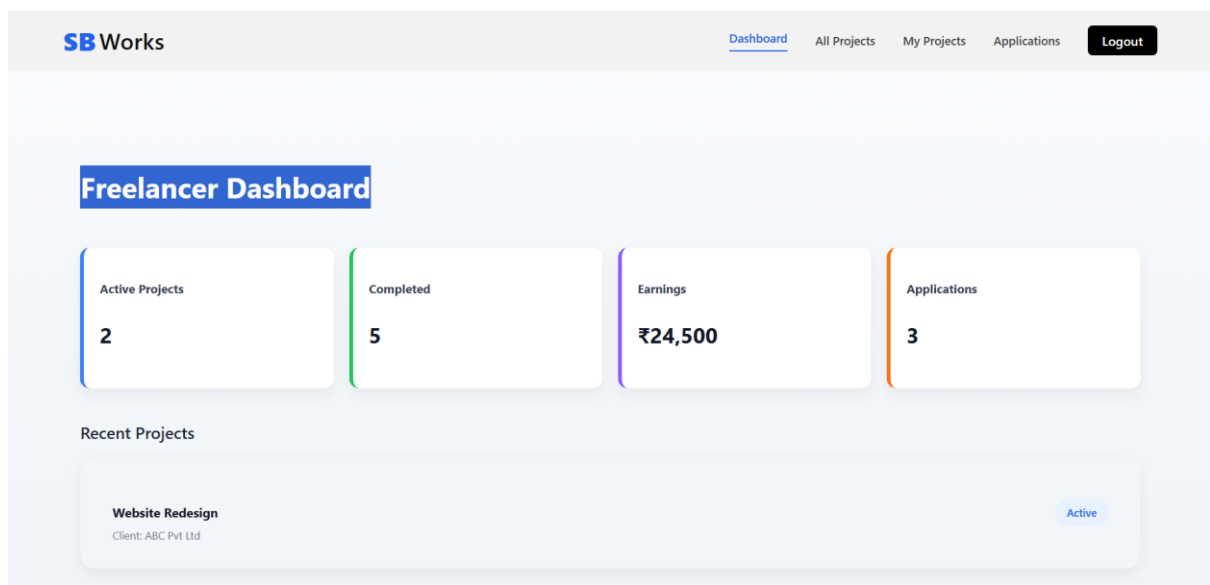 SB Works
Dashboard All Projects My Projects Applications Logout
Freelancer Dashboard
Active Projects
2
Completed
5
Earnings
₹24,500
Applications
3
Recent Projects
Website Redesign
Client: ABC Pvt Ltd
Active